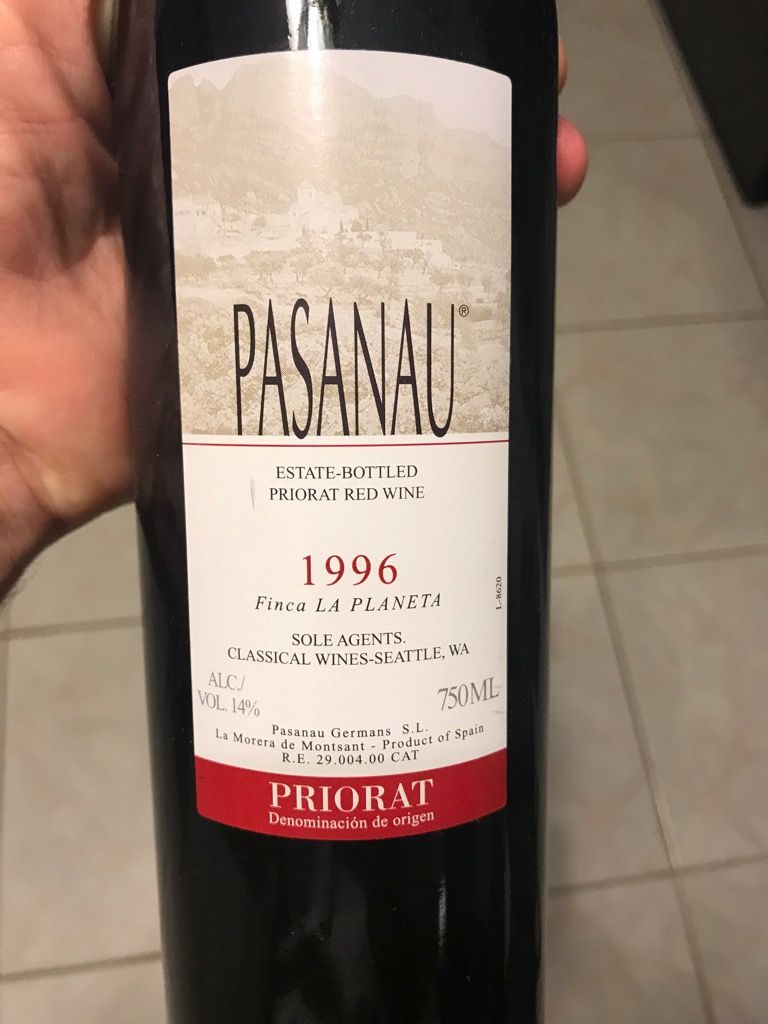 PASANAU®
ESTATE-BOTTLED
PRIORAT RED WINE
1996
Finca LA PLANETA
L-8620
SOLE AGENTS.
CLASSICAL WINES-SEATTLE, WA
ALC./
VOL. 14%
750ML
Pasanau Germans S.L.
La Morera de Montsant - Product of Spain
R.E. 29.004.00 CAT
PRIORAT
Denominación de origen